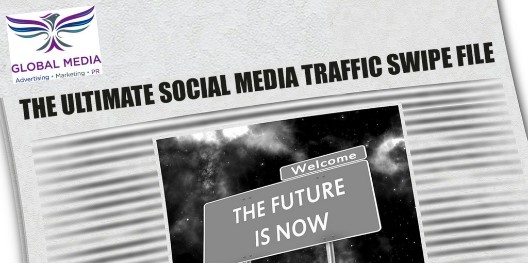 GLOBAL MEDIA
Advertising • Marketing • PR
THE ULTIMATE SOCIAL MEDIA TRAFFIC SWIPE FILE
Welcome
THE FUTURE
IS NOW